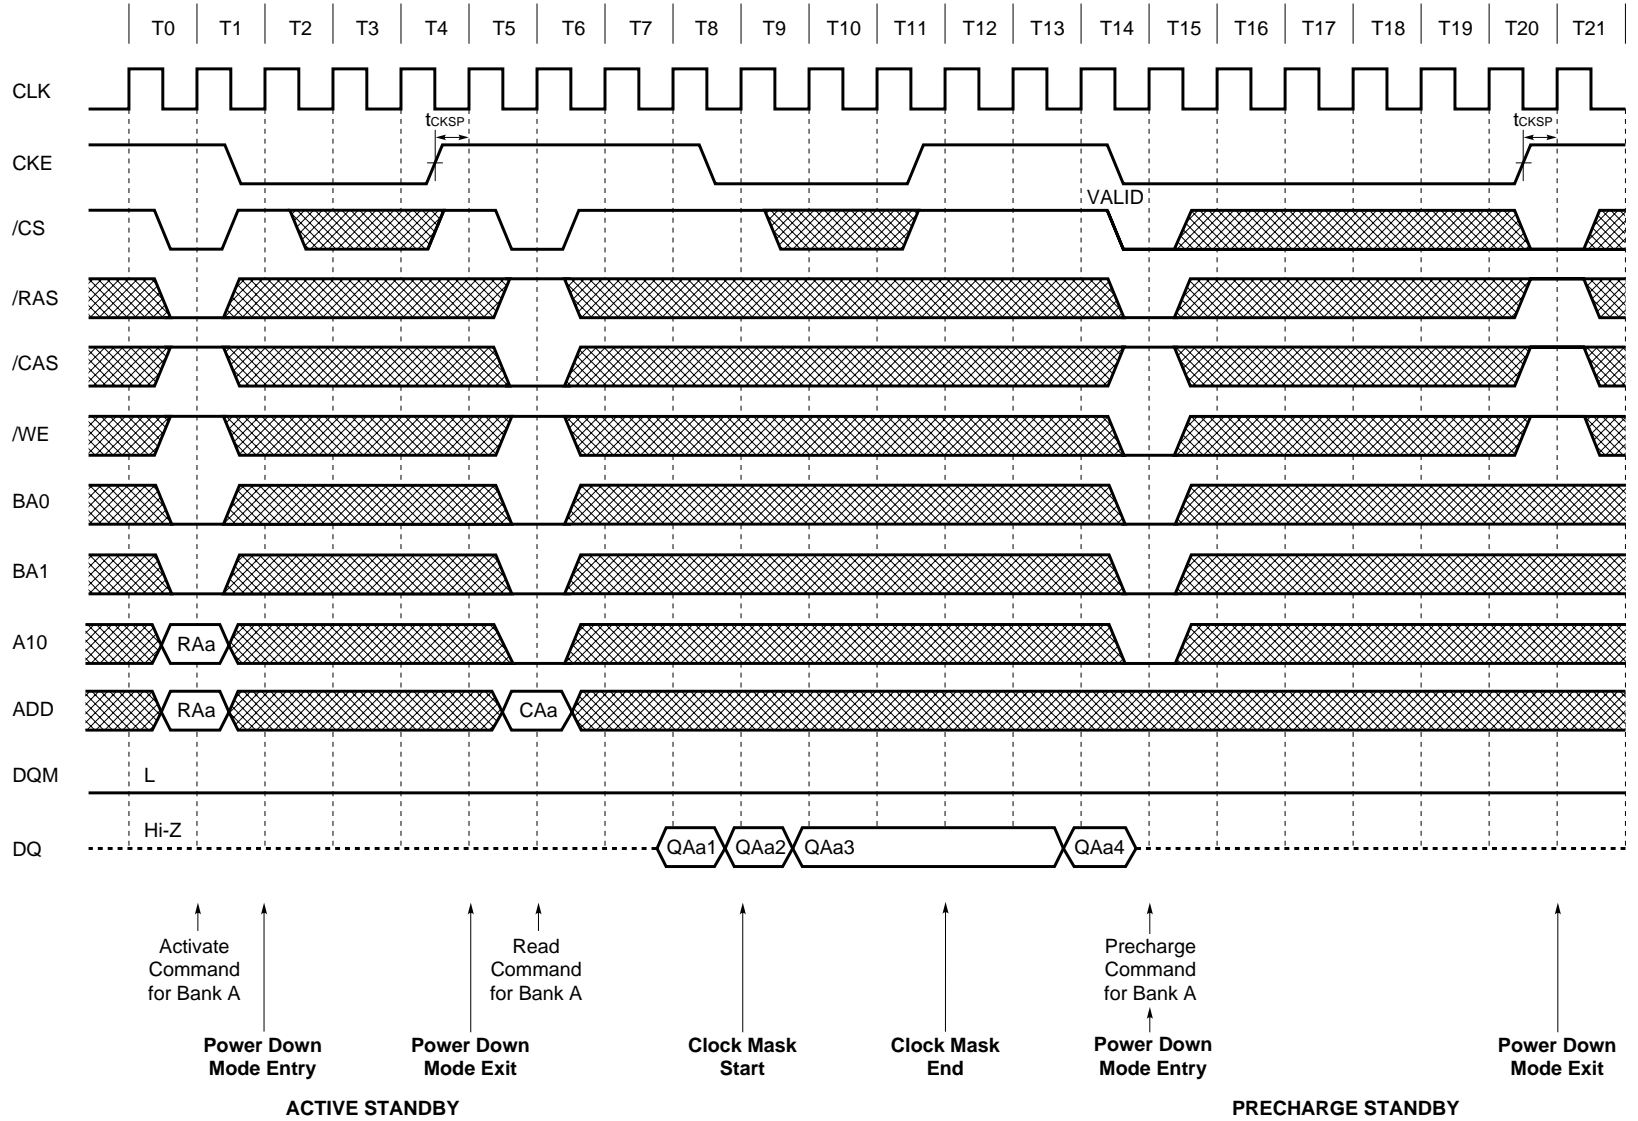 T0 T1 T2 T3 T4 T5 T6 T7 T8 T9 T10 T11 T12 T13 T14 T15 T16 T17 T18 T19 T20 T21
CLK
tCKSP tCKSP
CKE
VALID
/CS
/RAS
/CAS
/WE
BA0
BA1
A10 RAa
ADD RAa CAa
DQM L
Hi-Z
DQ QAa1 QAa2 QAa3 QAa4
Activate
Command
for Bank A
Read
Command
for Bank A
Precharge
Command
for Bank A
Power Down
Mode Entry
Power Down
Mode Exit
Clock Mask
Start
Clock Mask
End
Power Down
Mode Entry
Power Down
Mode Exit
ACTIVE STANDBY
PRECHARGE STANDBY